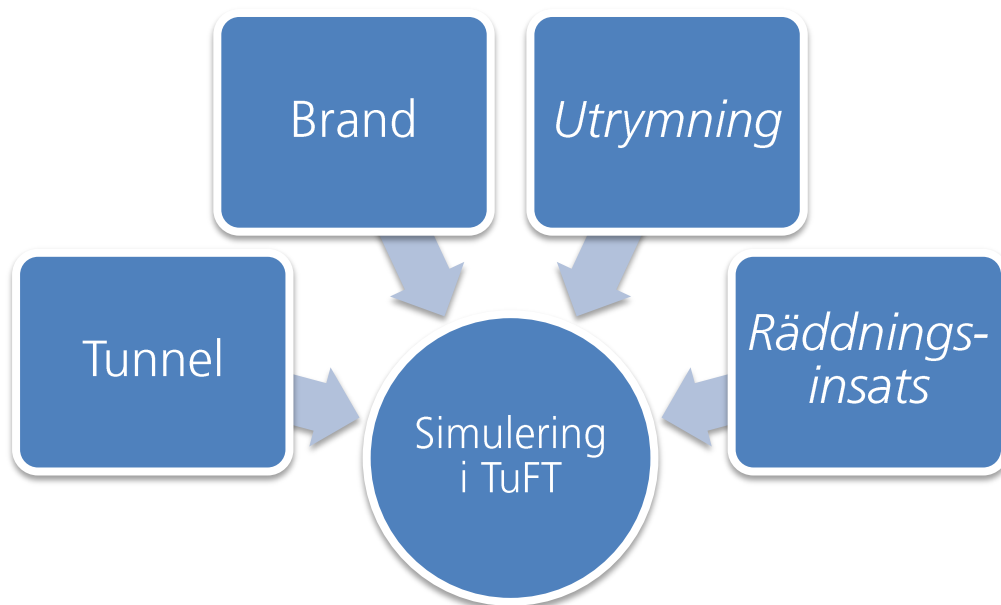 Brand
Utrymning
Tunnel
Räddnings-
insats
Simulering
i TuFT